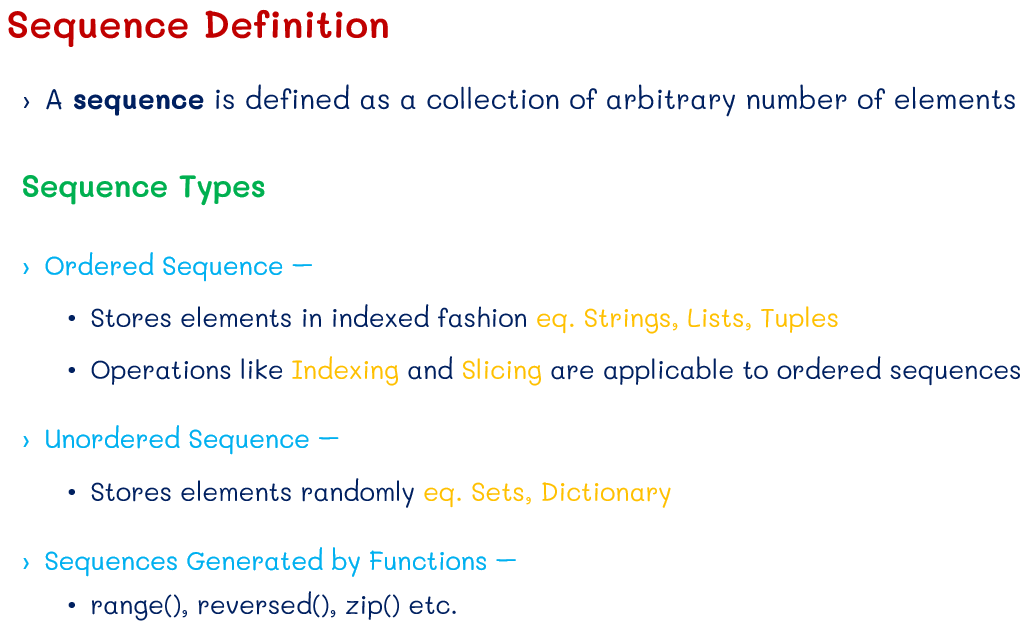 Sequence Definition
› A sequence is defined as a collection of arbitrary number of elements
Sequence Types
› Ordered Sequence –
• Stores elements in indexed fashion eq. Strings, Lists, Tuples
• Operations like Indexing and Slicing are applicable to ordered sequences
› Unordered Sequence –
• Stores elements randomly eq. Sets, Dictionary
› Sequences Generated by Functions –
• range(), reversed(), zip() etc.